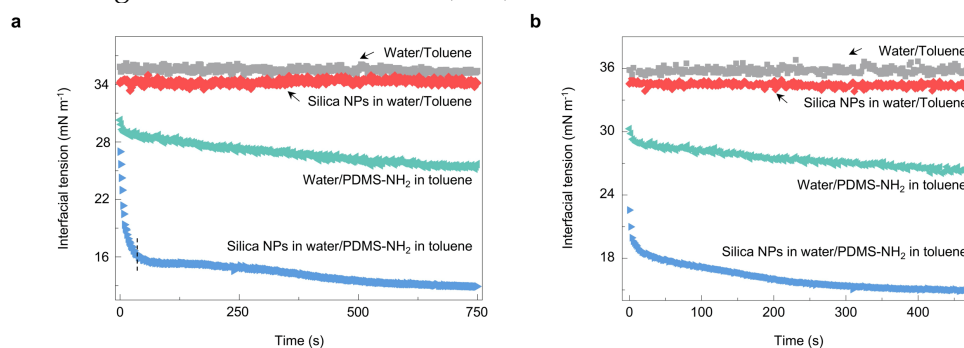 a
b
Interfacial tension (mN m⁻¹)
34
28
22
16
Water/Toluene
Silica NPs in water/Toluene
Water/PDMS-NH₂ in toluene
Silica NPs in water/PDMS-NH₂ in toluene
0
250
500
750
Time (s)
Interfacial tension (mN m⁻¹)
36
30
24
18
Water/Toluene
Silica NPs in water/Toluene
Water/PDMS-NH₂ in toluene
Silica NPs in water/PDMS-NH₂ in toluene
0
100
200
300
400
Time (s)